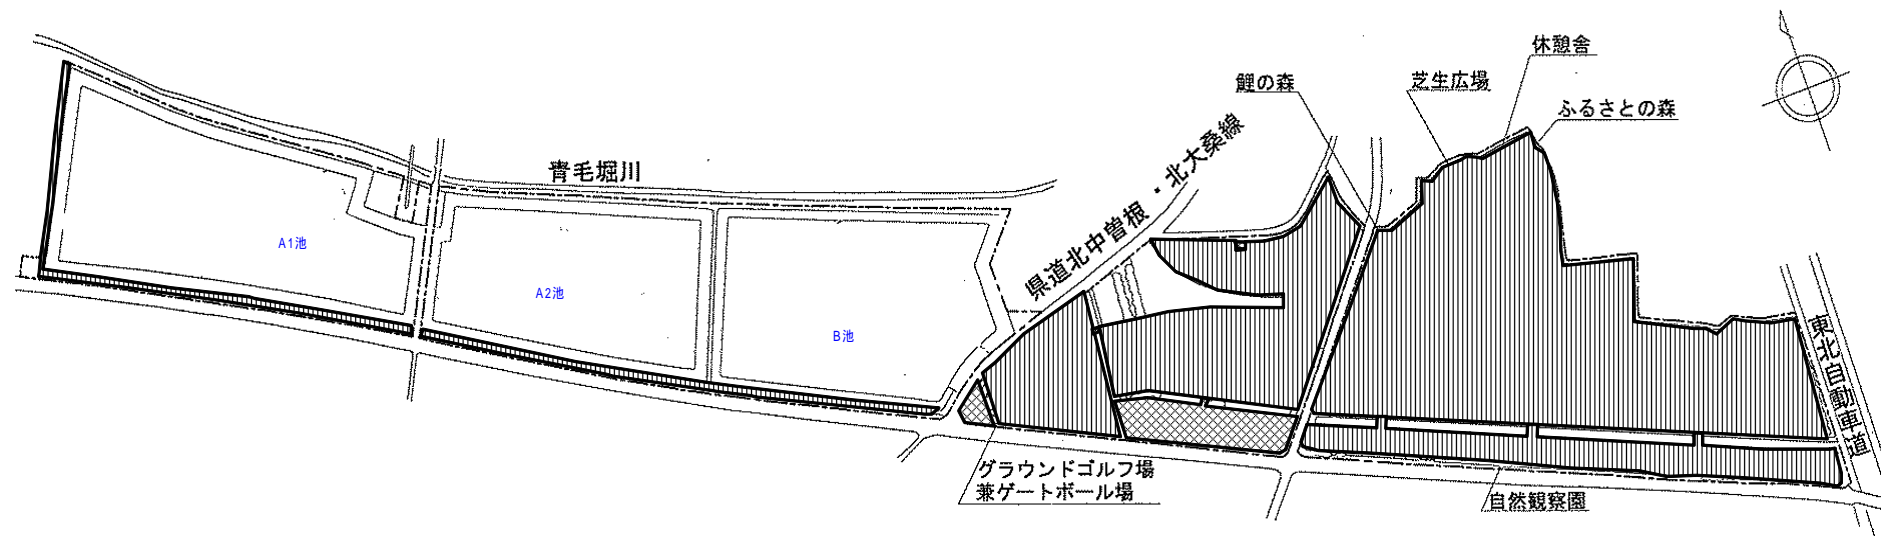 休憩舎
芝生広場
鯉の森
ふるさとの森
青毛堀川
県道北中曽根・北大桑線
A1池
A2池
B池
東北自動車道
グラウンドゴルフ場
兼ゲートボール場
自然観察園